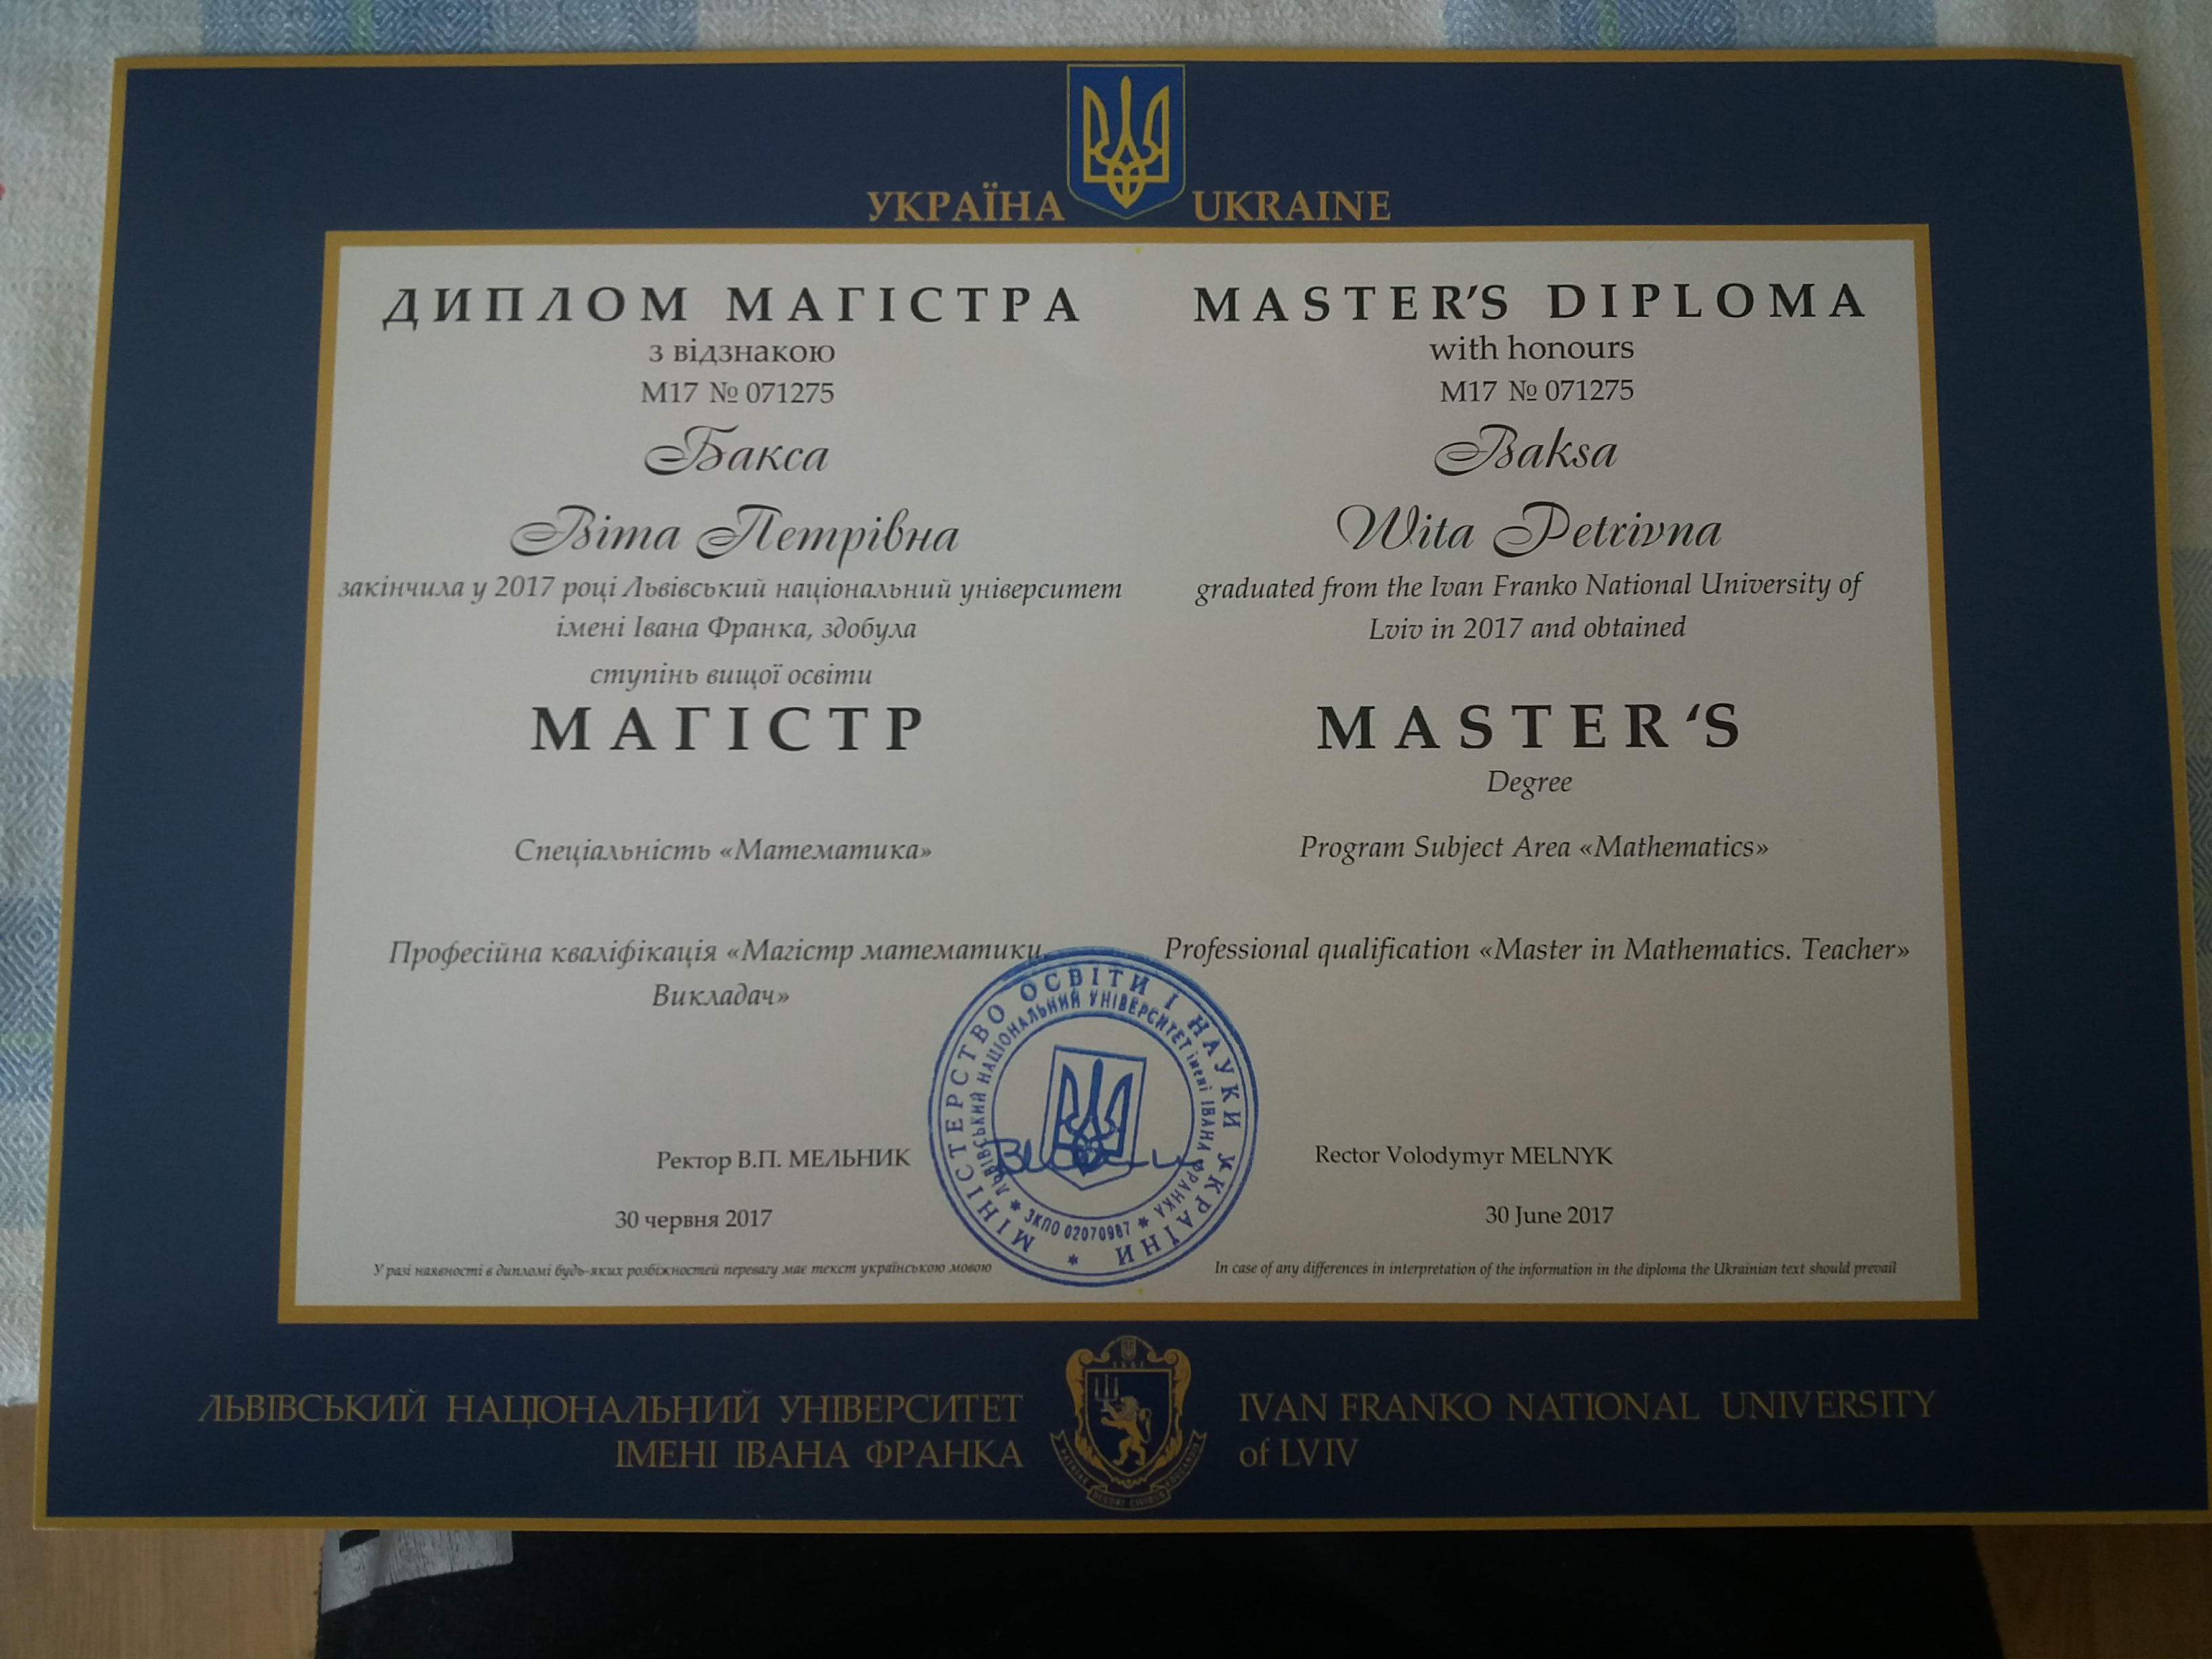 УКРАЇНА UKRAINE
ДИПЛОМ МАГІСТРА
з відзнакою
М17 № 071275
Бакса
Віта Петрівна
закінчила у 2017 році Львівський національний університет
імені Івана Франка, здобула
ступінь вищої освіти
МАГІСТР
Спеціальність «Математика»
Професійна кваліфікація «Магістр математики.
Викладач»
Ректор В.П. МЕЛЬНИК
30 червня 2017
У разі наявності в дипломі будь-яких розбіжностей перевагу має текст українською мовою
MASTER'S DIPLOMA
with honours
M17 № 071275
Baksa
Wita Petrivna
graduated from the Ivan Franko National University of
Lviv in 2017 and obtained
MASTER‘S
Degree
Program Subject Area «Mathematics»
Professional qualification «Master in Mathematics. Teacher»
Rector Volodymyr MELNYK
30 June 2017
In case of any differences in interpretation of the information in the diploma the Ukrainian text should prevail
МІНІСТЕРСТВО ОСВІТИ І НАУКИ УКРАЇНИ *
ЛЬВІВСЬКИЙ НАЦІОНАЛЬНИЙ УНІВЕРСИТЕТ імені ІВАНА ФРАНКА
* ЗКПО 02070987 *
ЛЬВІВСЬКИЙ НАЦІОНАЛЬНИЙ УНІВЕРСИТЕТ
ІМЕНІ ІВАНА ФРАНКА
IVAN FRANKO NATIONAL UNIVERSITY
of LVIV
1661
PATRIAE DECORI CIVIBUS EDUCANDIS